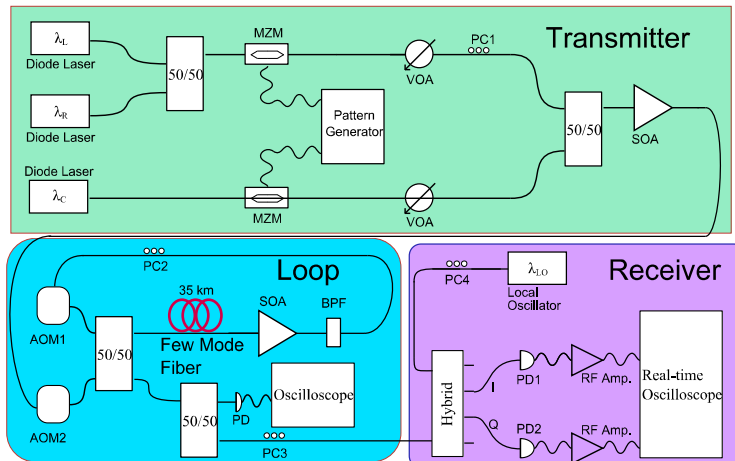 Transmitter
λL
Diode Laser
λR
Diode Laser
Diode Laser
λC
50/50
MZM
MZM
Pattern
Generator
VOA
VOA
PC1
50/50
SOA
Loop
PC2
AOM1
AOM2
50/50
35 km
Few Mode
Fiber
SOA
BPF
50/50
PD
Oscilloscope
PC3
Receiver
PC4
λLO
Local
Oscillator
Hybrid
I
Q
PD1
PD2
RF Amp.
RF Amp.
Real-time
Oscilloscope